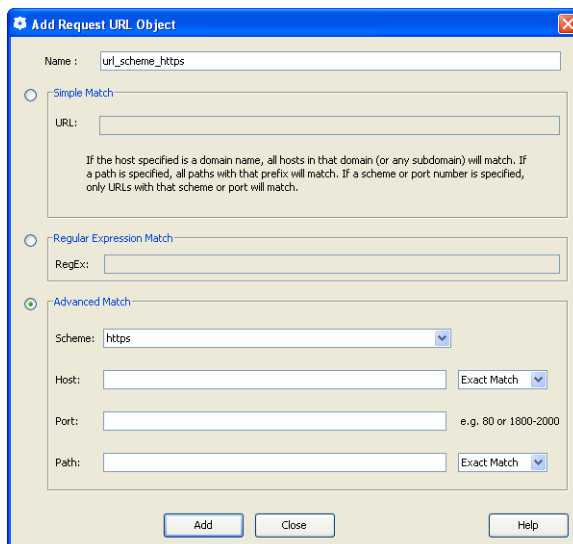 Add Request URL Object
Name : url_scheme_https
Simple Match
URL:
If the host specified is a domain name, all hosts in that domain (or any subdomain) will match. If
a path is specified, all paths with that prefix will match. If a scheme or port number is specified,
only URLs with that scheme or port will match.
Regular Expression Match
RegEx:
Advanced Match
Scheme: https
Host: Exact Match
Port: e.g. 80 or 1800-2000
Path: Exact Match
Add Close Help